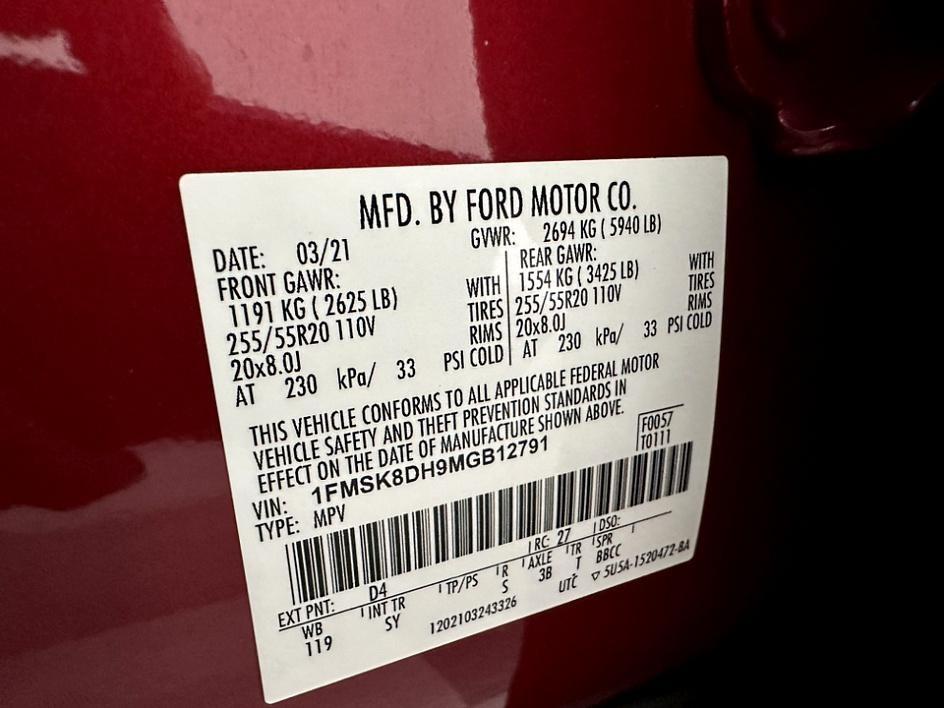 MFD. BY FORD MOTOR CO.
DATE: 03/21 GVWR: 2694 KG ( 5940 LB)
FRONT GAWR:
1191 KG ( 2625 LB) WITH
255/55R20 110V TIRES
20x8.0J RIMS
AT 230 kPa/ 33 PSI COLD
REAR GAWR:
1554 KG ( 3425 LB) WITH
255/55R20 110V TIRES
20x8.0J RIMS
AT 230 kPa/ 33 PSI COLD
THIS VEHICLE CONFORMS TO ALL APPLICABLE FEDERAL MOTOR
VEHICLE SAFETY AND THEFT PREVENTION STANDARDS IN
EFFECT ON THE DATE OF MANUFACTURE SHOWN ABOVE.
F0057
T0111
VIN: 1FMSK8DH9MGB12791
TYPE: MPV
EXT PNT: D4 RC: 27 DSO:
WB INT TR TP/PS R AXLE TR SPR
119 SY S 3B T BBCC
1202103243326 UTC ▽ 5U5A-1520472-BA